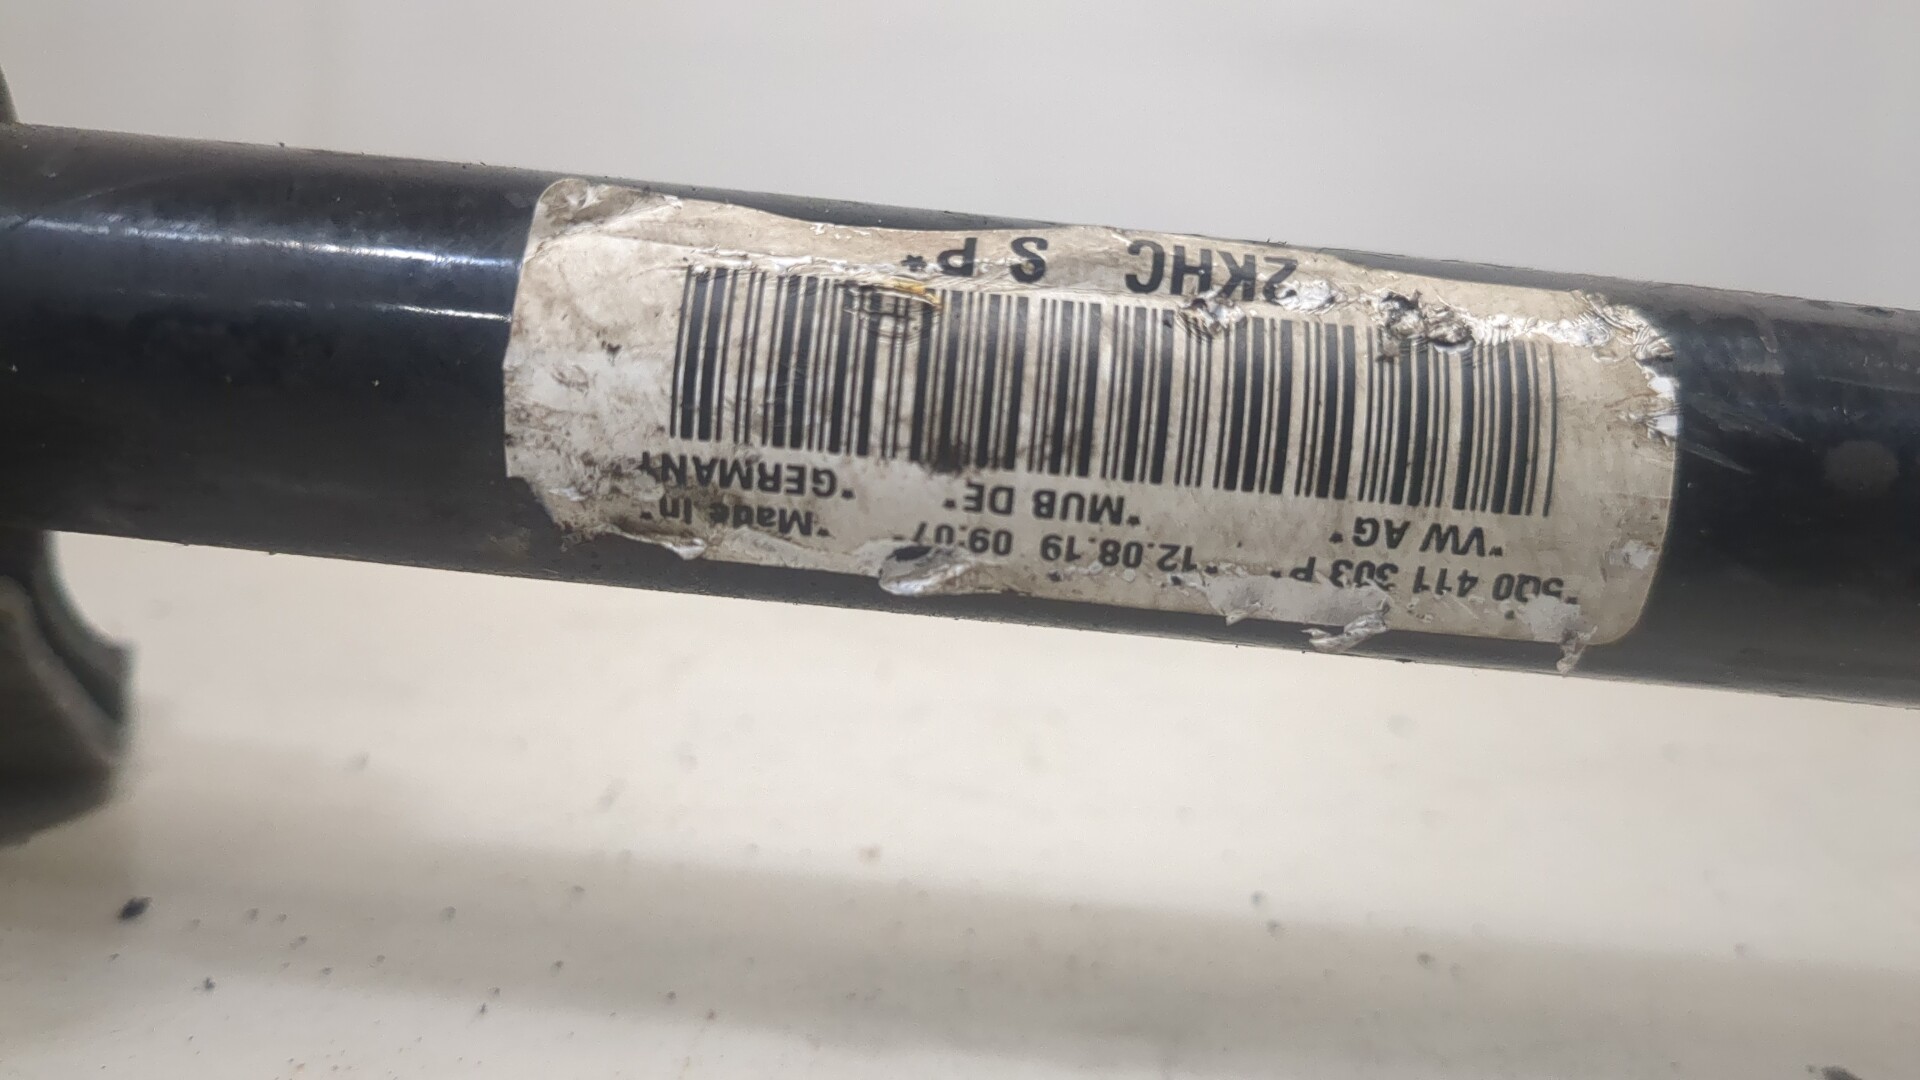 *5Q0 411 303 P* *12.08.19 09:07* *Made In*
*VW AG* *MUB DE* *GERMANY
2KHC S P*